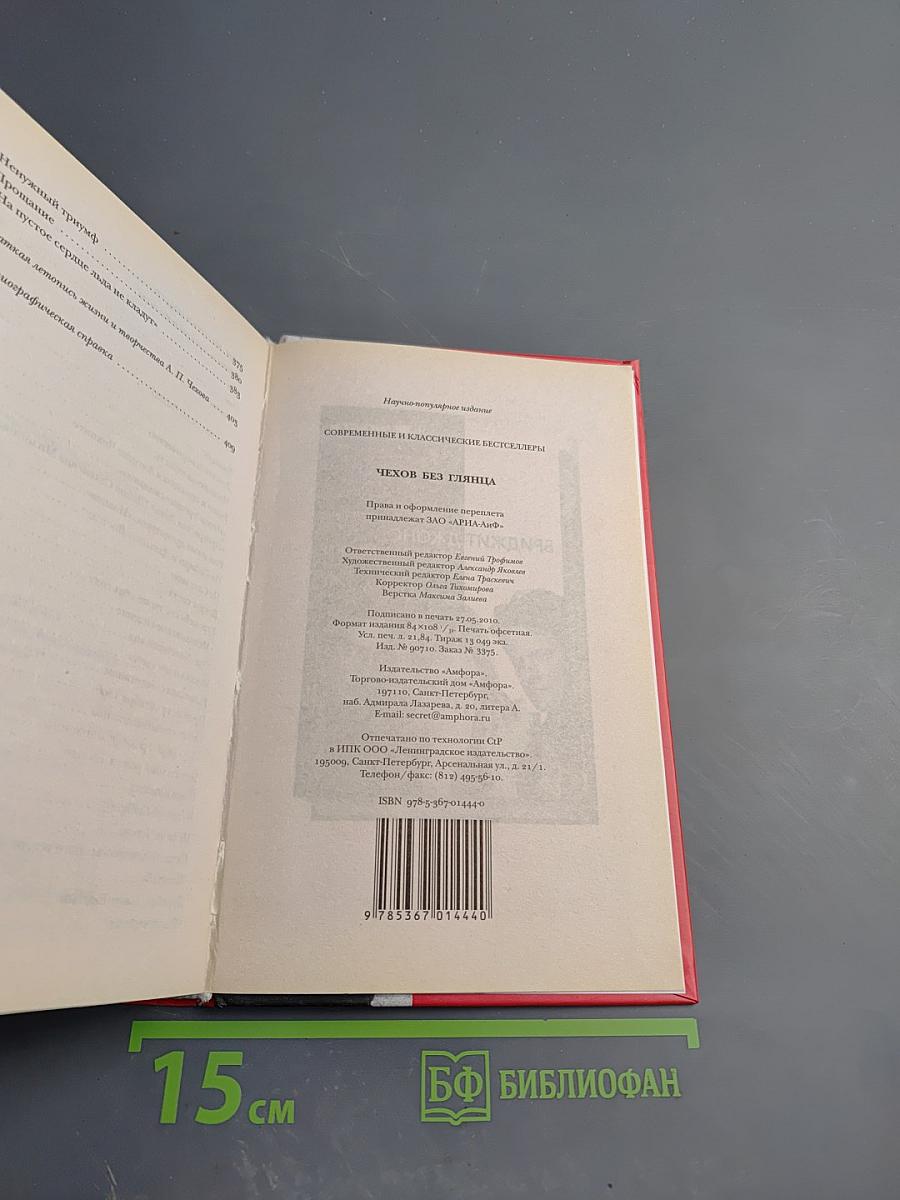 Ненужный триумф
Прощание
На пустое сердце льда не кладут»
летопись жизни и творчества А. П. Чехова
справка
375
380
383
403
409
Научно-популярное издание
СОВРЕМЕННЫЕ И КЛАССИЧЕСКИЕ БЕСТСЕЛЛЕРЫ
ЧЕХОВ БЕЗ ГЛЯНЦА
Права и оформление переплета
принадлежат ЗАО «АРИА-АиФ»
Ответственный редактор Евгений Трофимов
Художественный редактор Александр Яковлев
Технический редактор Елена Траскевич
Корректор Ольга Тихомирова
Верстка Максима Залиева
Подписано в печать 27.05.2010.
Формат издания 84×108 1/32. Печать офсетная.
Усл. печ. л. 21,84. Тираж 13 049 экз.
Изд. № 90710. Заказ № 3375.
Издательство «Амфора».
Торгово-издательский дом «Амфора».
197110, Санкт-Петербург,
наб. Адмирала Лазарева, д. 20, литера А.
E-mail: secret@amphora.ru
Отпечатано по технологии CtP
в ИПК ООО «Ленинградское издательство».
195009, Санкт-Петербург, Арсенальная ул., д. 21/1.
Телефон/факс: (812) 495-56-10.
ISBN 978-5-367-01444-0
9 785367 014440
15 см
БФ БИБЛИОФАН